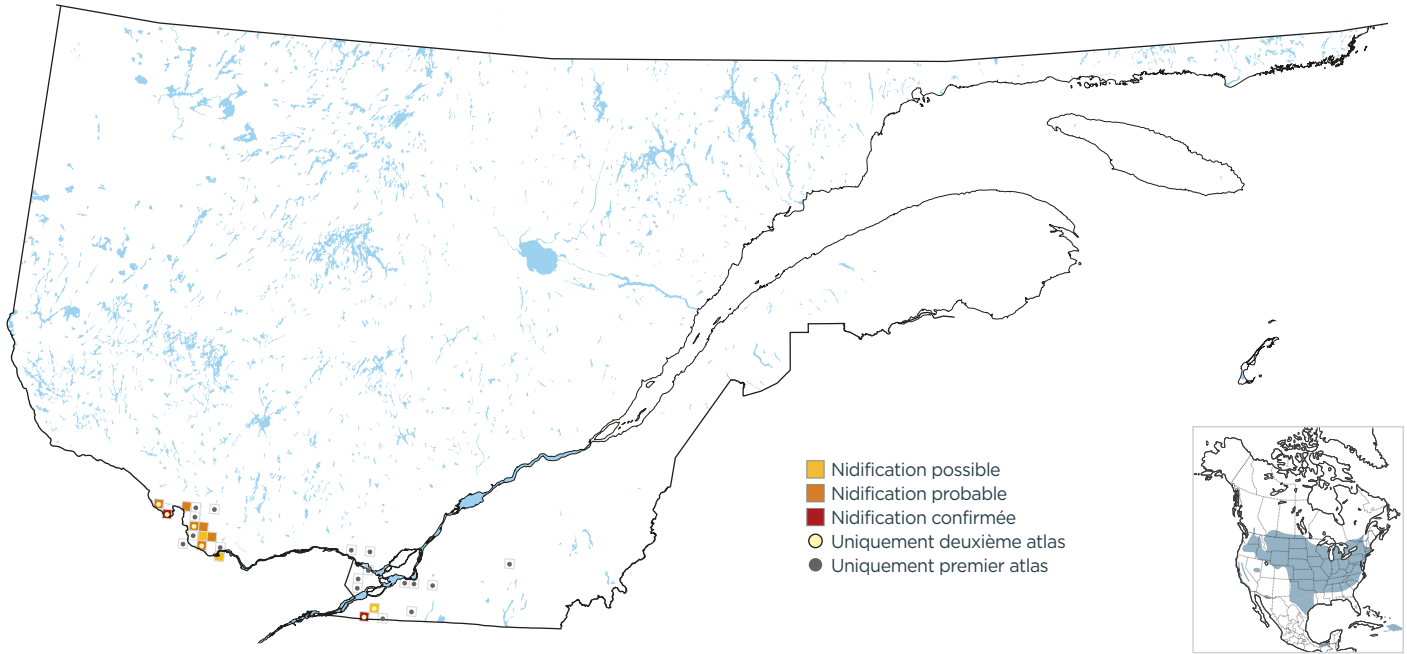 Nidification possible
Nidification probable
Nidification confirmée
Uniquement deuxième atlas
Uniquement premier atlas